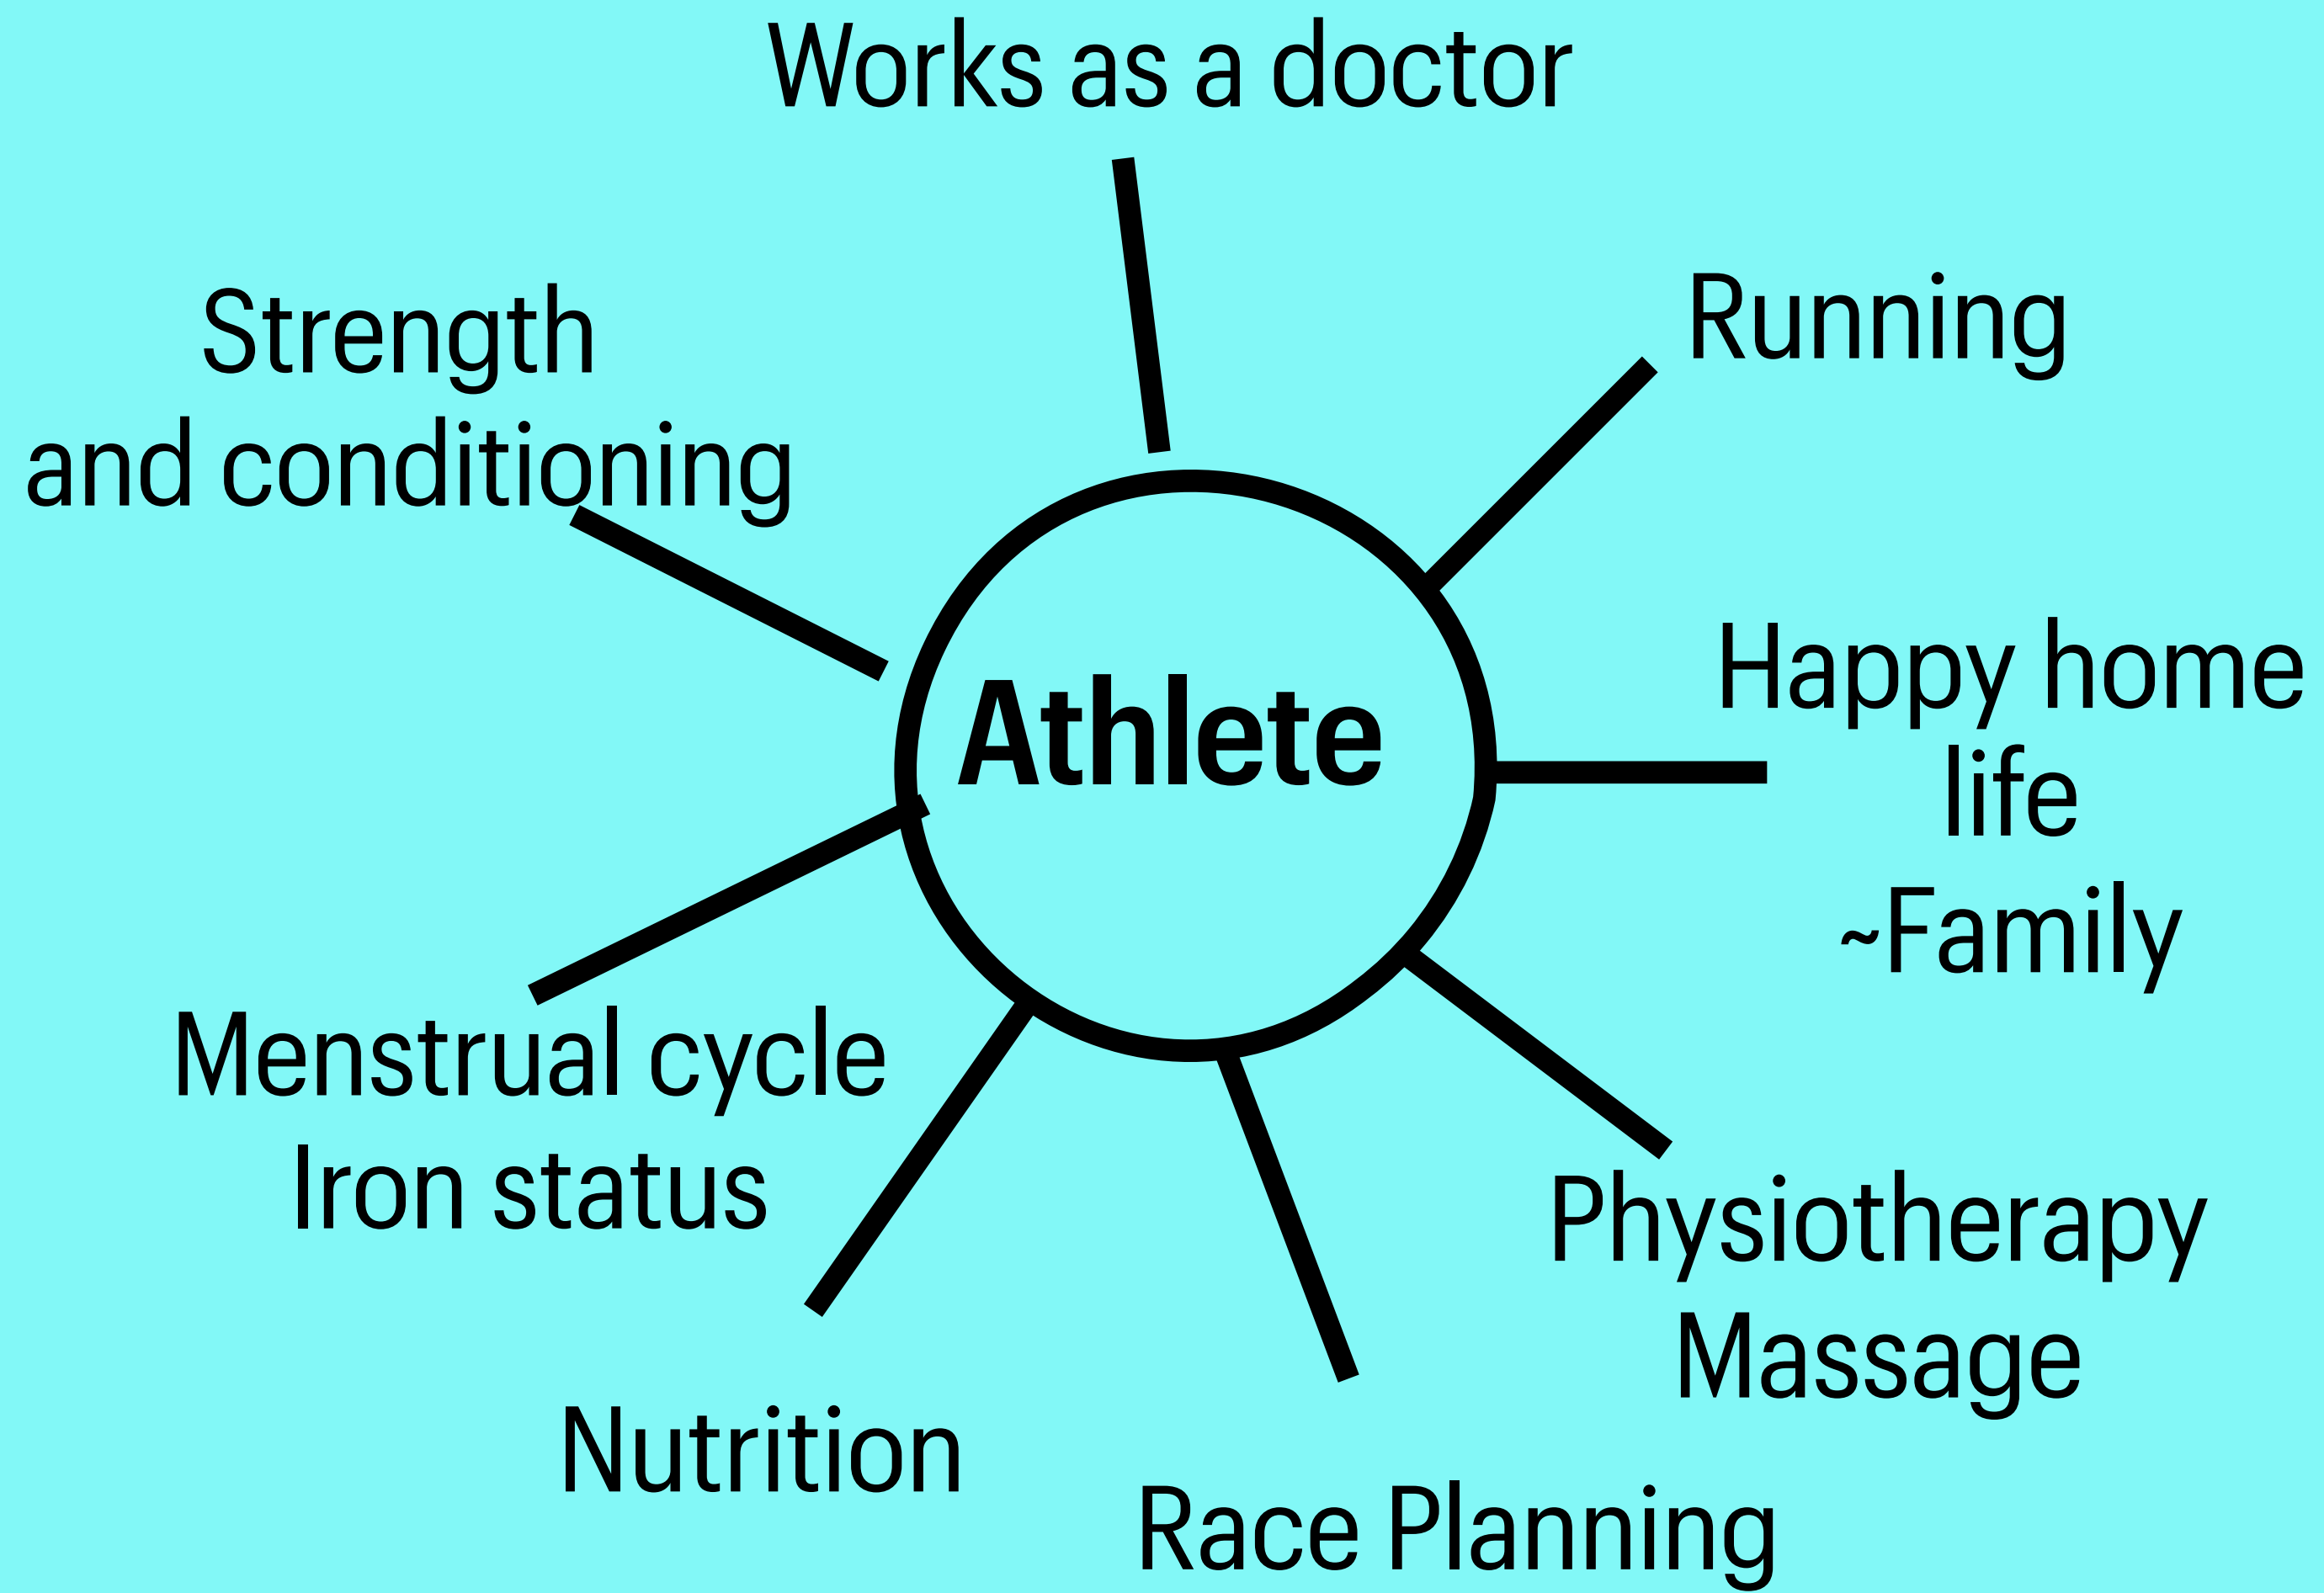 Works as a doctor
Running
Strength
and conditioning
Happy home
life
~Family
Athlete
Menstrual cycle
Iron status
Physiotherapy
Massage
Nutrition
Race Planning